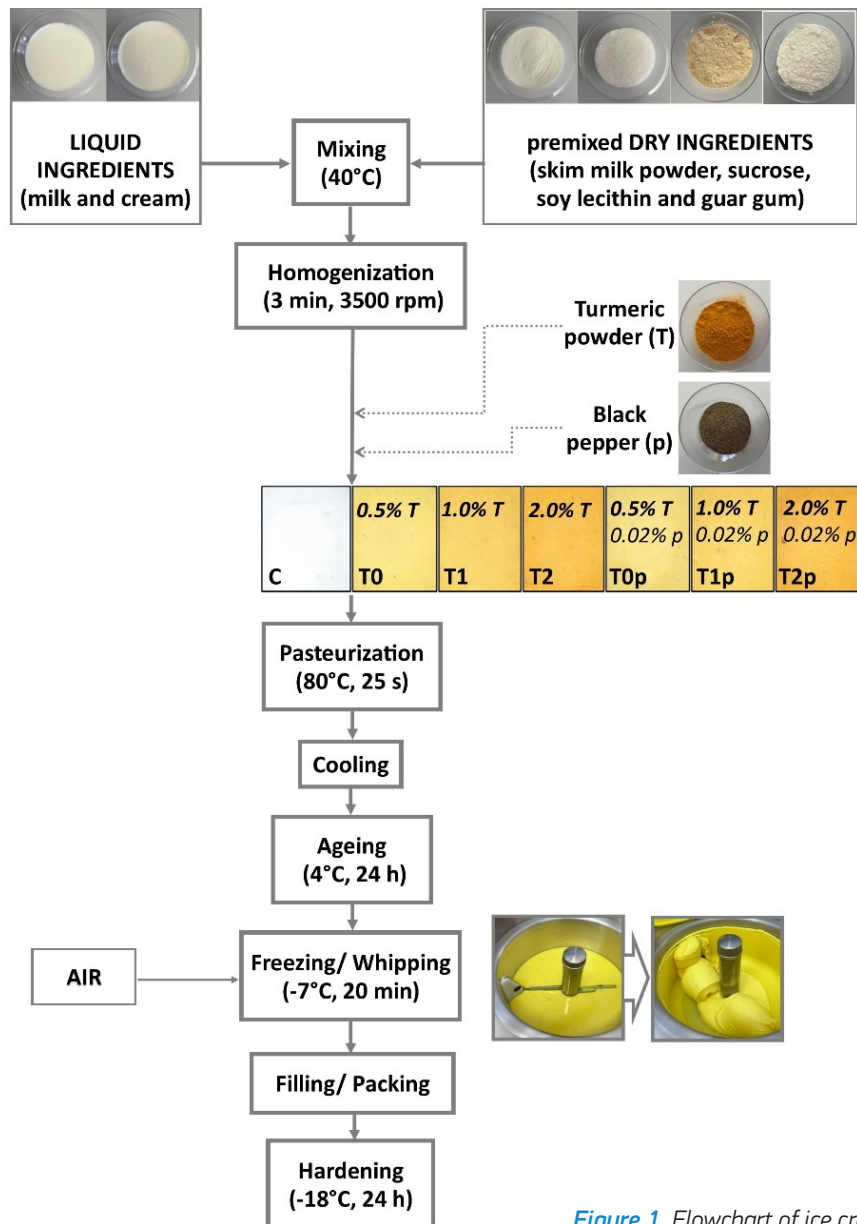 LIQUID
INGREDIENTS
(milk and cream)
Mixing
(40°C)
premixed DRY INGREDIENTS
(skim milk powder, sucrose,
soy lecithin and guar gum)
Homogenization
(3 min, 3500 rpm)
Turmeric
powder (T)
Black
pepper (p)
C
0.5% T
T0
1.0% T
T1
2.0% T
T2
0.5% T
0.02% p
T0p
1.0% T
0.02% p
T1p
2.0% T
0.02% p
T2p
Pasteurization
(80°C, 25 s)
Cooling
Ageing
(4°C, 24 h)
AIR
Freezing/ Whipping
(-7°C, 20 min)
Filling/ Packing
Hardening
(-18°C, 24 h)
Figure 1. Flowchart of ice